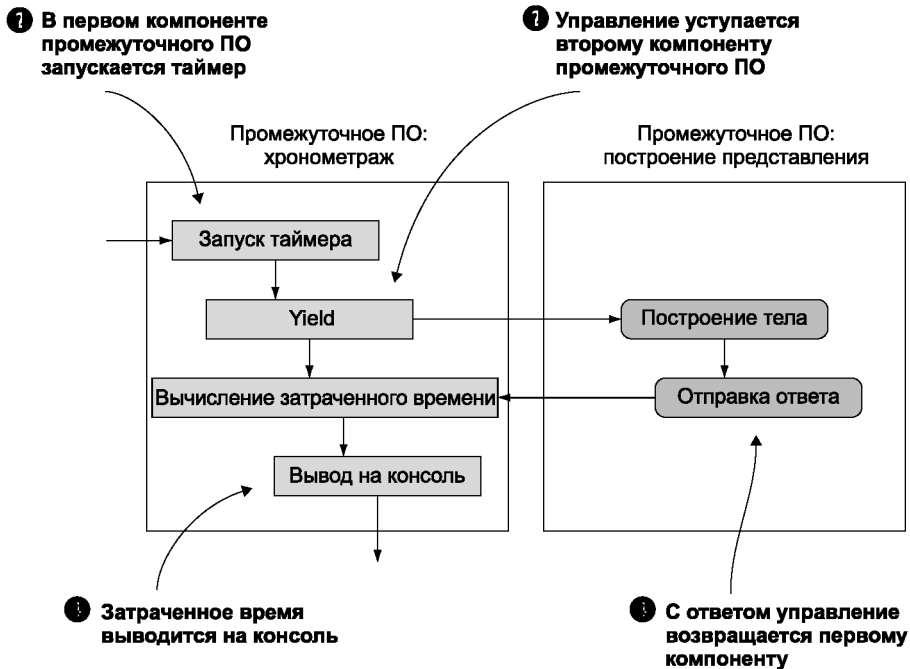 В первом компоненте
промежуточного ПО
запускается таймер
Управление уступается
второму компоненту
промежуточного ПО
Промежуточное ПО:
хронометраж
Промежуточное ПО:
построение представления
Запуск таймера
Yield
Построение тела
Вычисление затраченного времени
Отправка ответа
Вывод на консоль
Затраченное время
выводится на консоль
С ответом управление
возвращается первому
компоненту